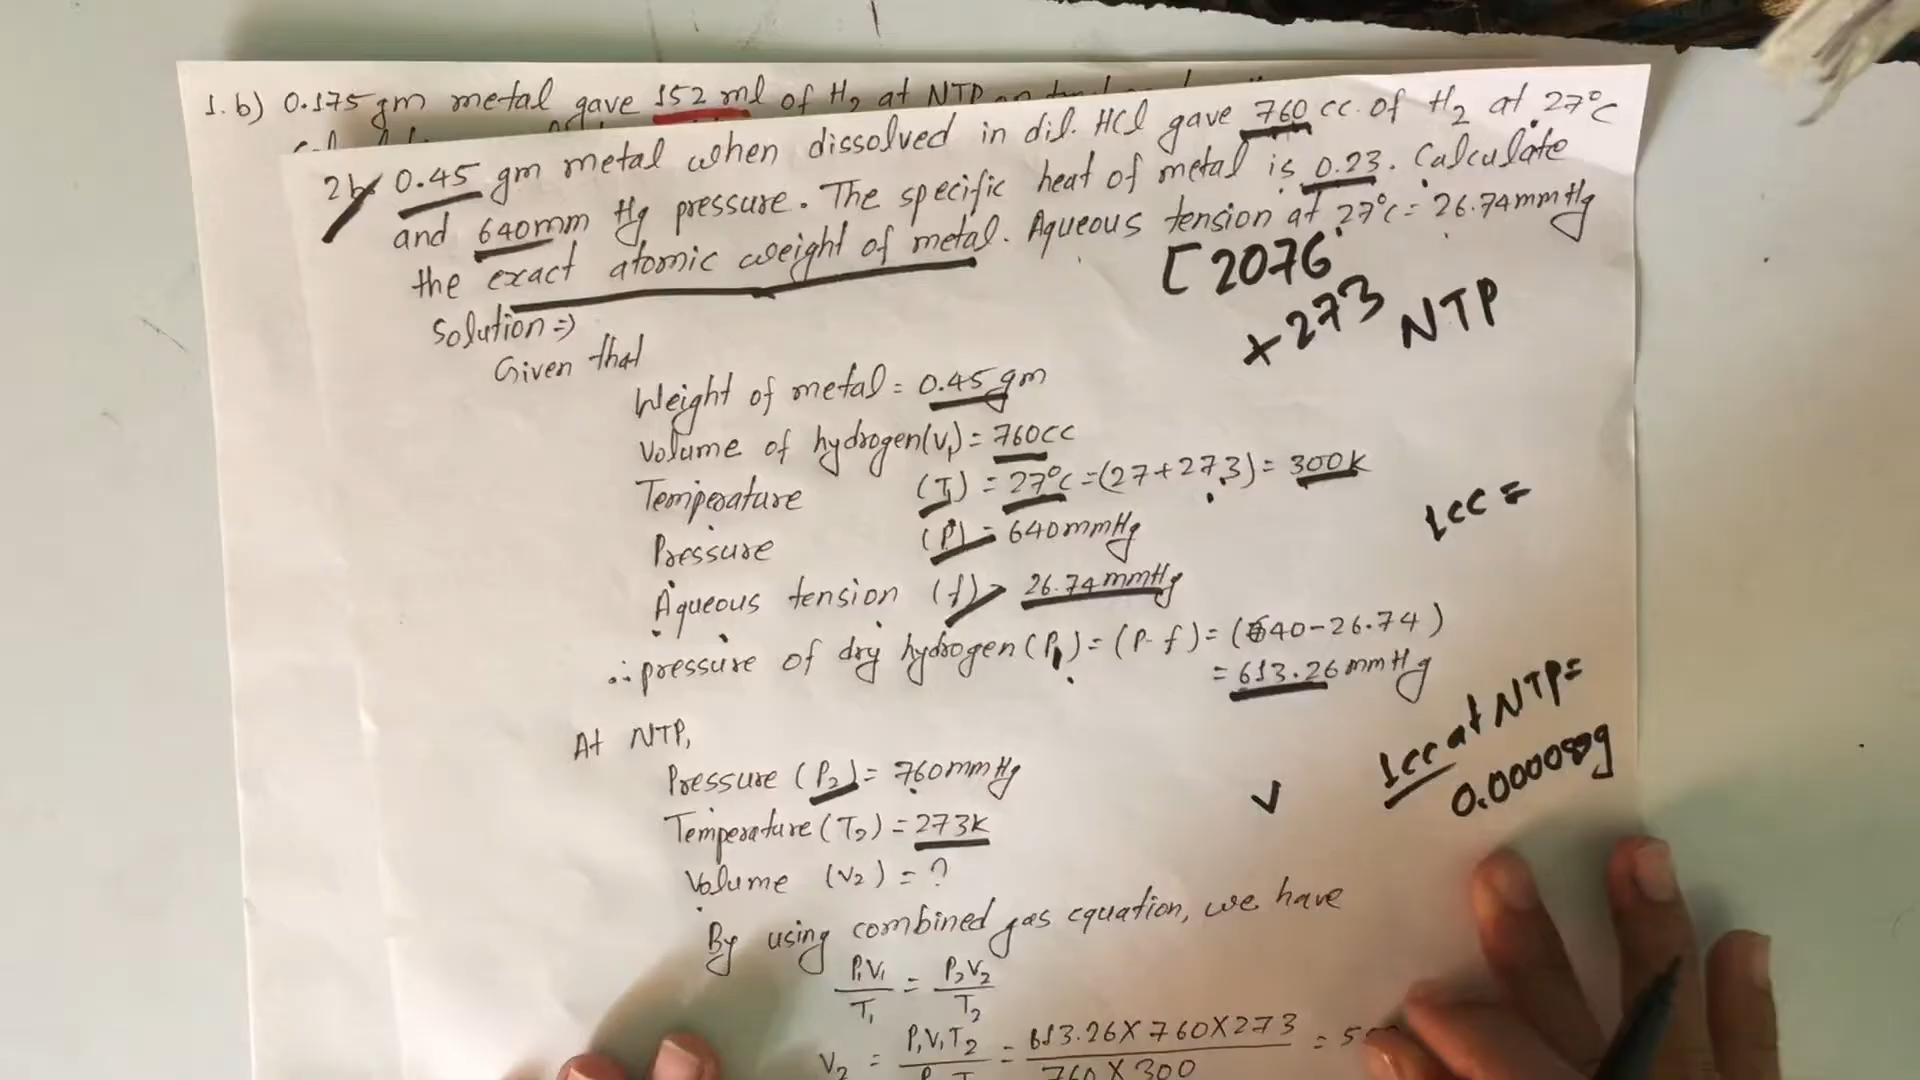 1. b) 0.175 gm metal gave 152 ml of H₂ at NTP on
2b) 0.45 gm metal when dissolved in dil. HCl gave 760 cc. of H₂ at 27°C
and 640mm Hg pressure. The specific heat of metal is 0.23. Calculate
the exact atomic weight of metal. Aqueous tension at 27°C = 26.74mmHg
[2076
×273 NTP
Solution ⇒
Given that
Weight of metal = 0.45 gm
Volume of hydrogen(V₁) = 760CC
Temperature (T₁) = 27°C = (27+273) = 300K
1cc =
Pressure (P) = 640mmHg
Aqueous tension (f) = 26.74mmHg
∴ pressure of dry hydrogen (P₁) = (P-f) = (640-26.74)
= 613.26 mmHg
At NTP,
1cc at NTP =
0.000089g
Pressure (P₂) = 760mmHg
V
Temperature (T₂) = 273K
Volume (V₂) = ?
By using combined gas equation, we have
P₁V₁/T₁ = P₂V₂/T₂
V₂ = P₁V₁T₂ = 613.26×760×273/760×300 = 5